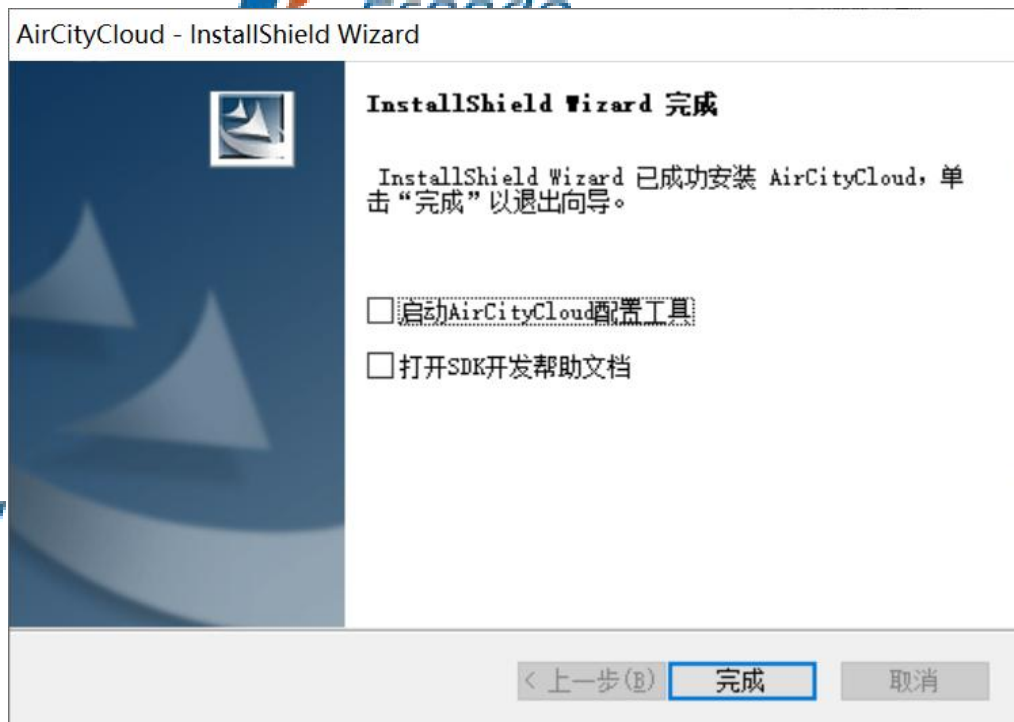 AirCityCloud - InstallShield Wizard
InstallShield Wizard 完成
InstallShield Wizard 已成功安装 AirCityCloud，单
击“完成”以退出向导。
启动AirCityCloud配置工具
打开SDK开发帮助文档
< 上一步(B)
完成
取消